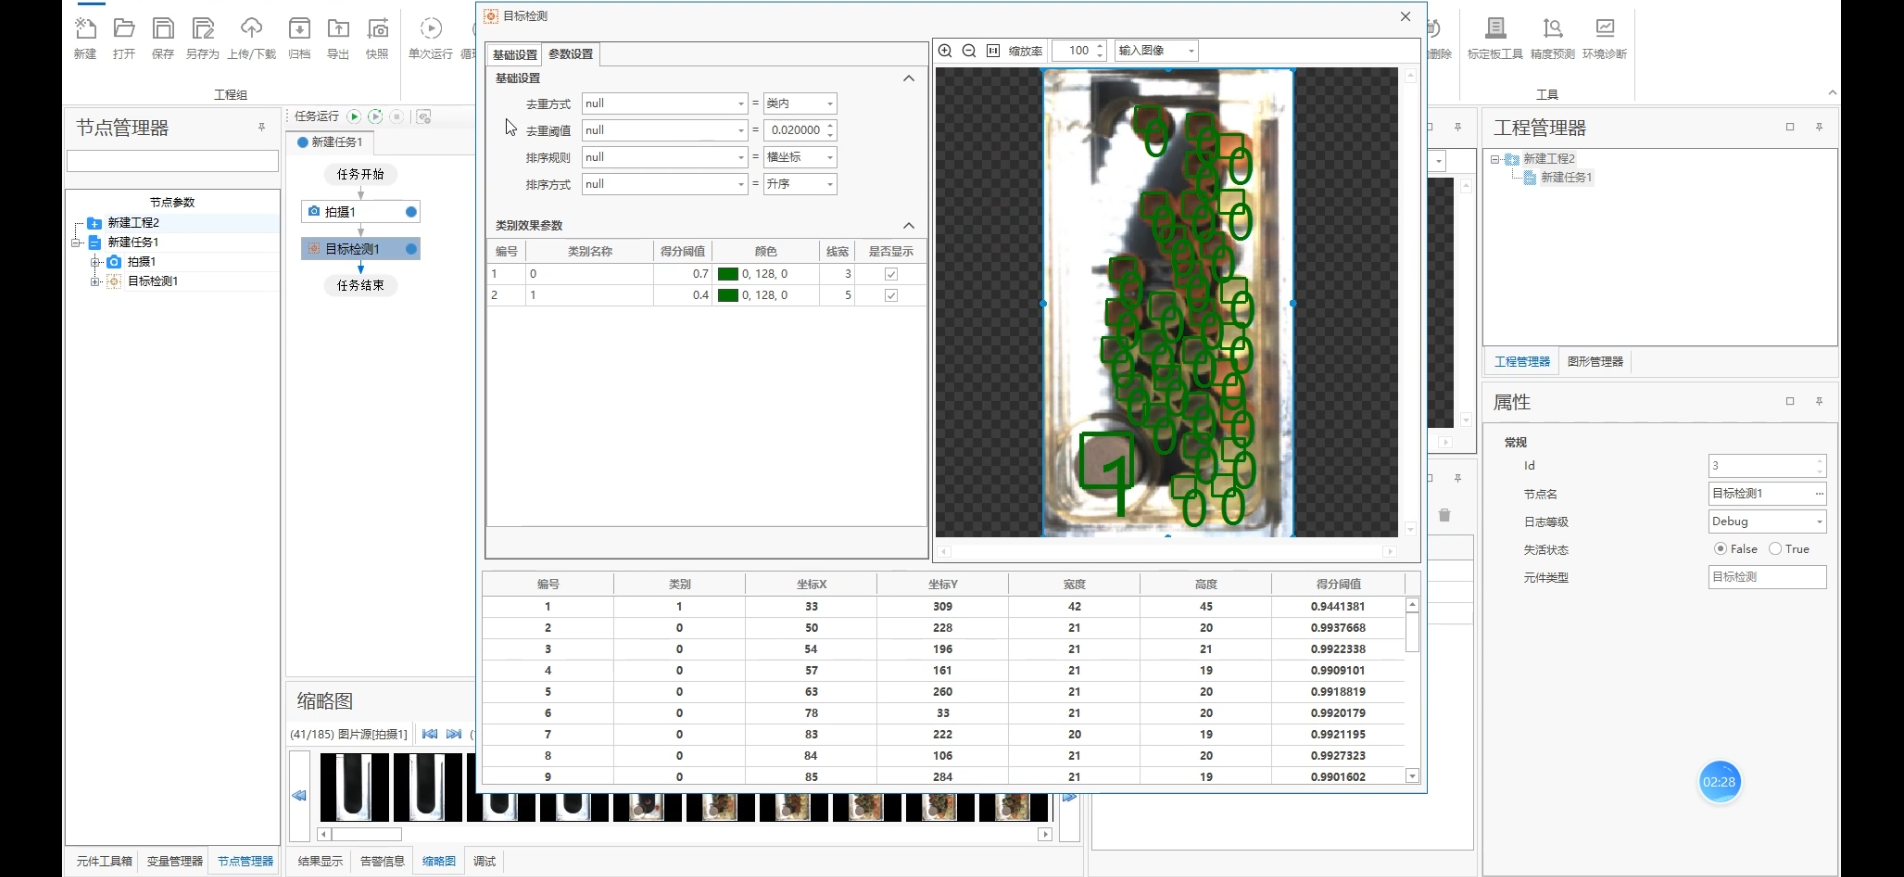 目标检测
新建 打开 保存 另存为 上传/下载 归档 导出 快照 单次运行
删除 标定板工具 精度预测 环境诊断
工程组
工具
节点管理器
节点参数
新建工程2
新建任务1
拍摄1
目标检测1
任务运行
新建任务1
任务开始
拍摄1
目标检测1
任务结束
基础设置 参数设置
基础设置
去重方式 null = 类内
去重阈值 null = 0.020000
排序规则 null = 横坐标
排序方式 null = 升序
类别效果参数
编号 类别名称 得分阈值 颜色 线宽 是否显示
1 0 0.7 0, 128, 0 3
2 1 0.4 0, 128, 0 5
缩放率 100 输入图像
1
编号 类别 坐标X 坐标Y 宽度 高度 得分阈值
1 1 33 309 42 45 0.9441381
2 0 50 228 21 20 0.9937668
3 0 54 196 21 21 0.9922338
4 0 57 161 21 19 0.9909101
5 0 63 260 21 20 0.9918819
6 0 78 33 21 20 0.9920179
7 0 83 222 20 19 0.9921195
8 0 84 106 21 20 0.9927323
9 0 85 284 21 19 0.9901602
工程管理器
新建工程2
新建任务1
工程管理器 图形管理器
属性
常规
Id 3
节点名 目标检测1
日志等级 Debug
失活状态 False True
元件类型 目标检测
02:28
缩略图
(41/185) 图片源[拍摄1]
元件工具箱 变量管理器 节点管理器
结果显示 告警信息 缩略图 调试